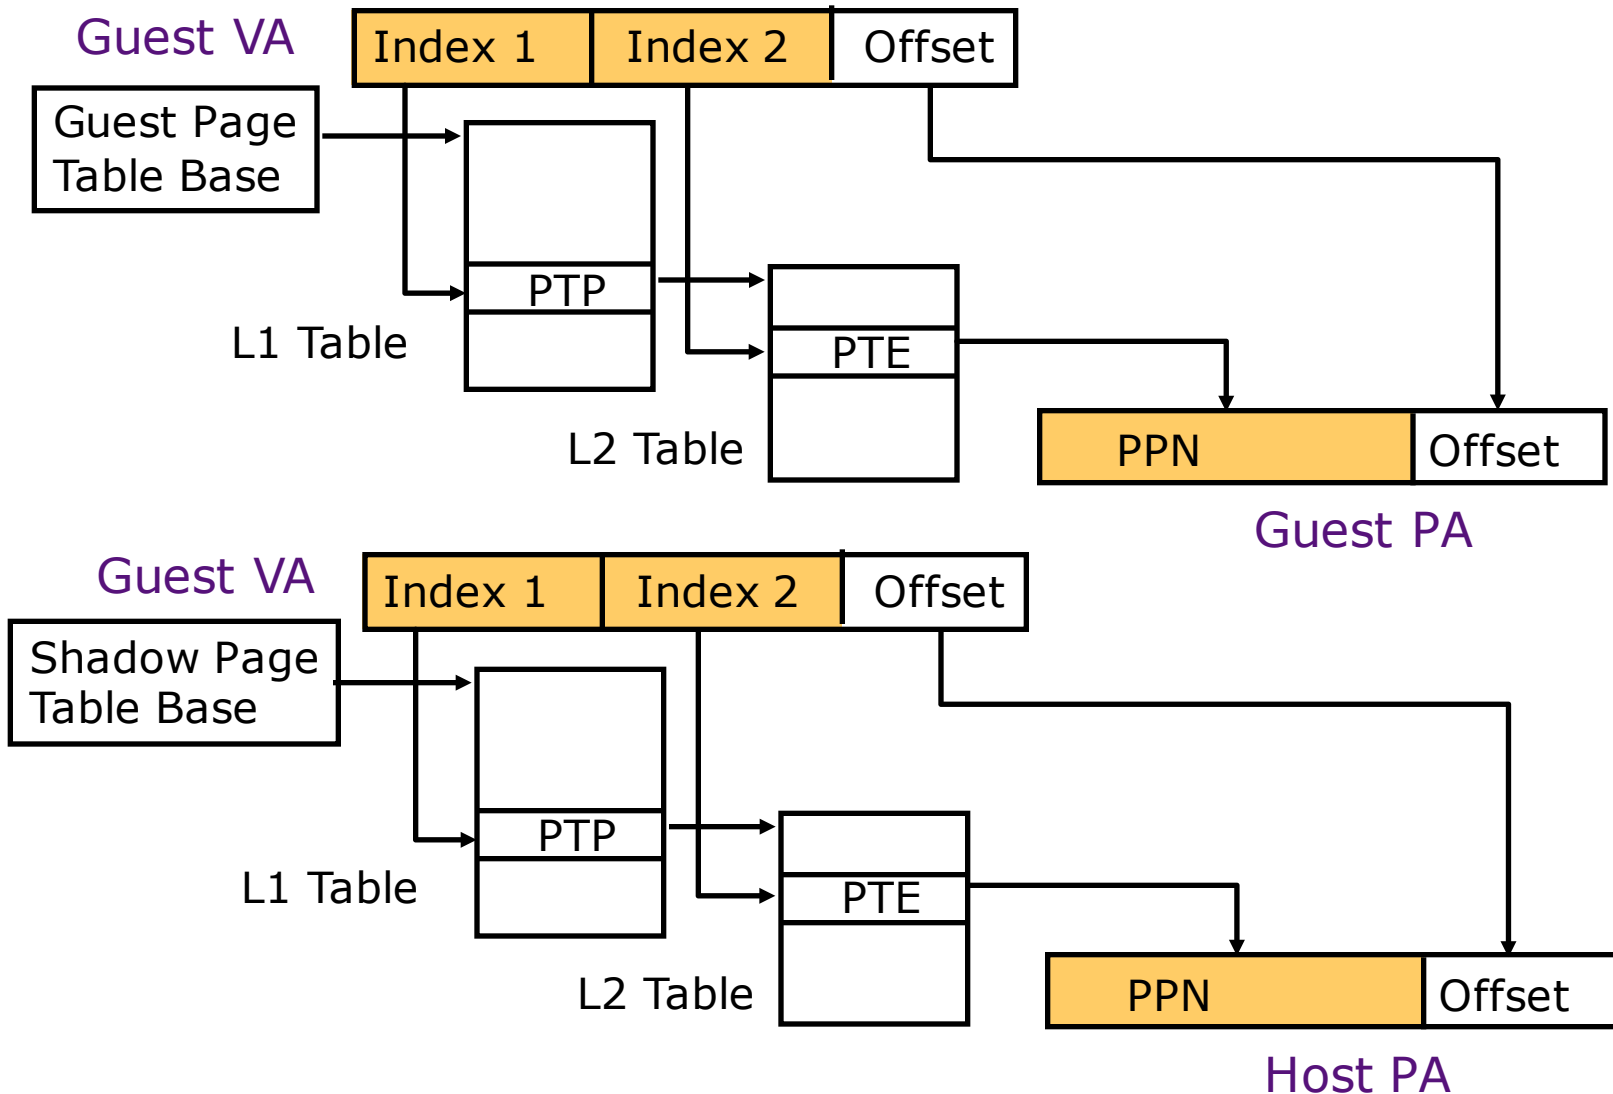 Guest VA
Index 1
Index 2
Offset
Guest Page
Table Base
PTP
L1 Table
PTE
L2 Table
PPN
Offset
Guest PA
Guest VA
Index 1
Index 2
Offset
Shadow Page
Table Base
PTP
L1 Table
PTE
L2 Table
PPN
Offset
Host PA